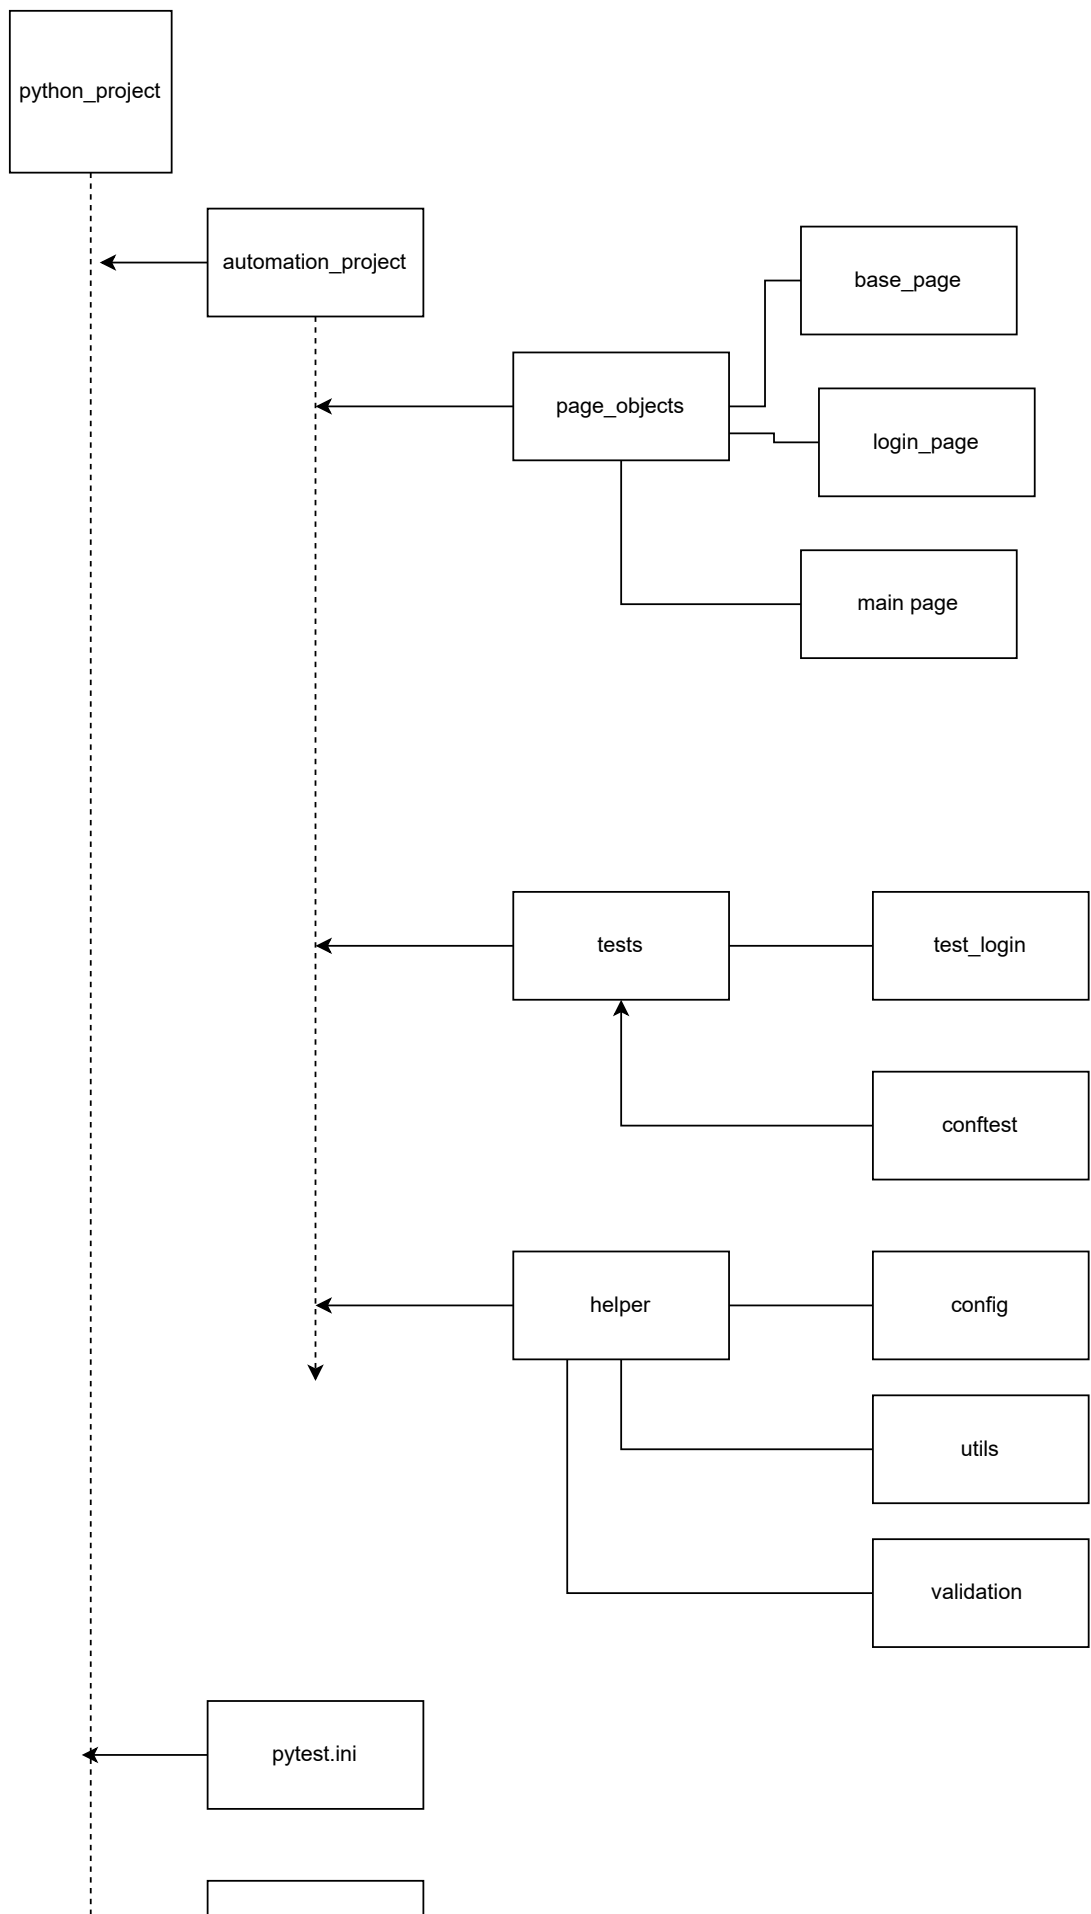 python_project
automation_project
base_page
page_objects
login_page
main page
tests
test_login
conftest
helper
config
utils
validation
pytest.ini